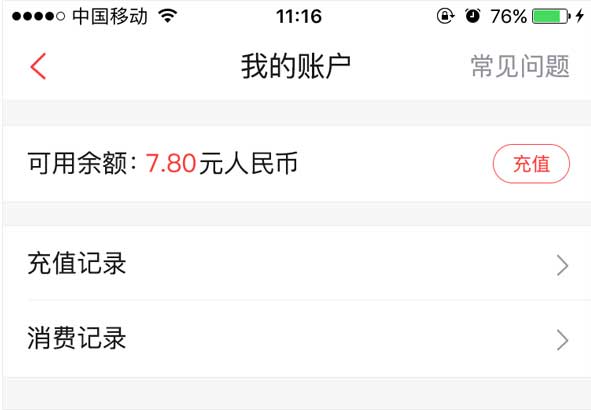 中国移动 11:16 76%
我的账户 常见问题
可用余额：7.80元人民币 充值
充值记录
消费记录